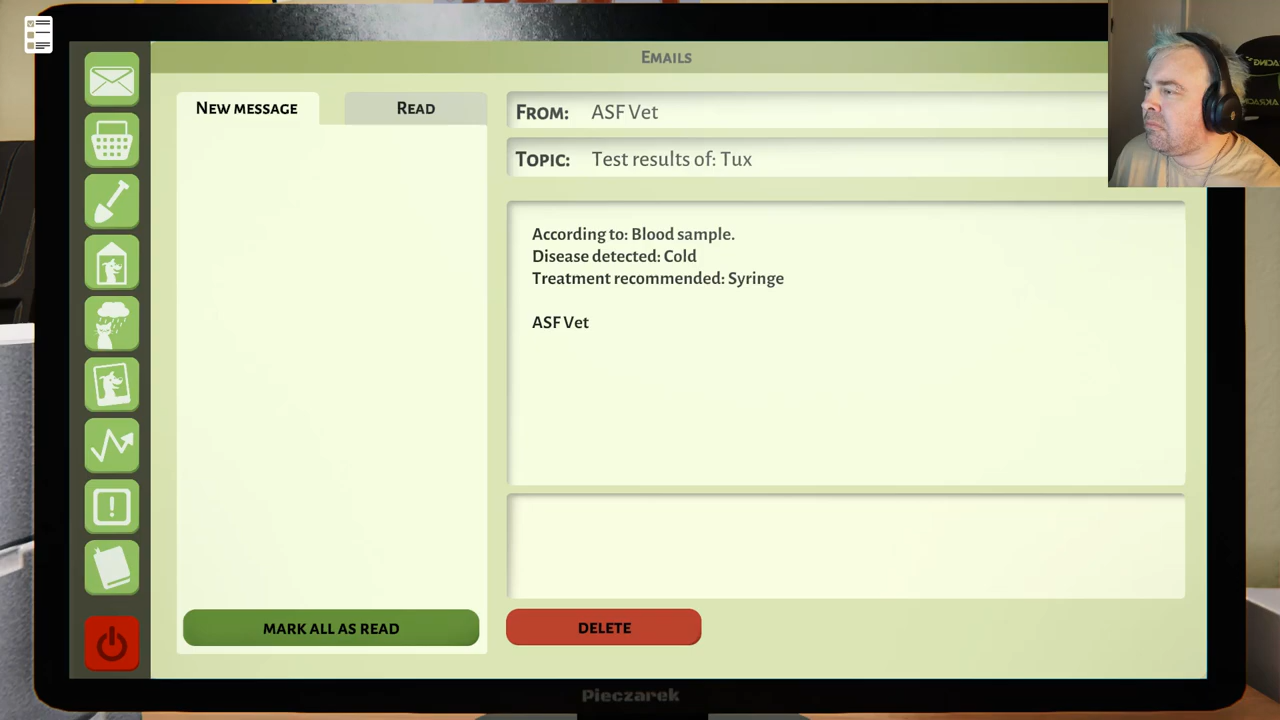 Emails
New message
Read
From: ASF Vet
Topic: Test results of: Tux
According to: Blood sample.
Disease detected: Cold
Treatment recommended: Syringe
ASF Vet
MARK ALL AS READ
DELETE
Pieczarek